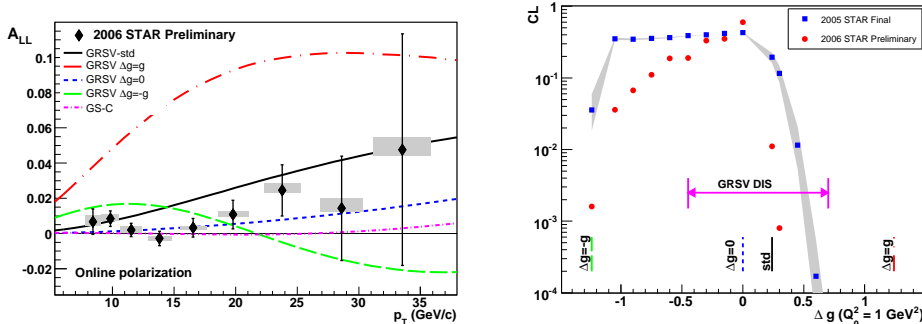 A_LL
2006 STAR Preliminary
GRSV-std
GRSV Δg=g
GRSV Δg=0
GRSV Δg=-g
GS-C
0.1
0.08
0.06
0.04
0.02
0
-0.02
Online polarization
10 15 20 25 30 35
p_T (GeV/c)
CL
2005 STAR Final
2006 STAR Preliminary
1
10^-1
10^-2
10^-3
10^-4
GRSV DIS
Δg=-g
Δg=0
std
Δg=g
-1 -0.5 0 0.5 1
Δ g (Q_0^2 = 1 GeV^2)